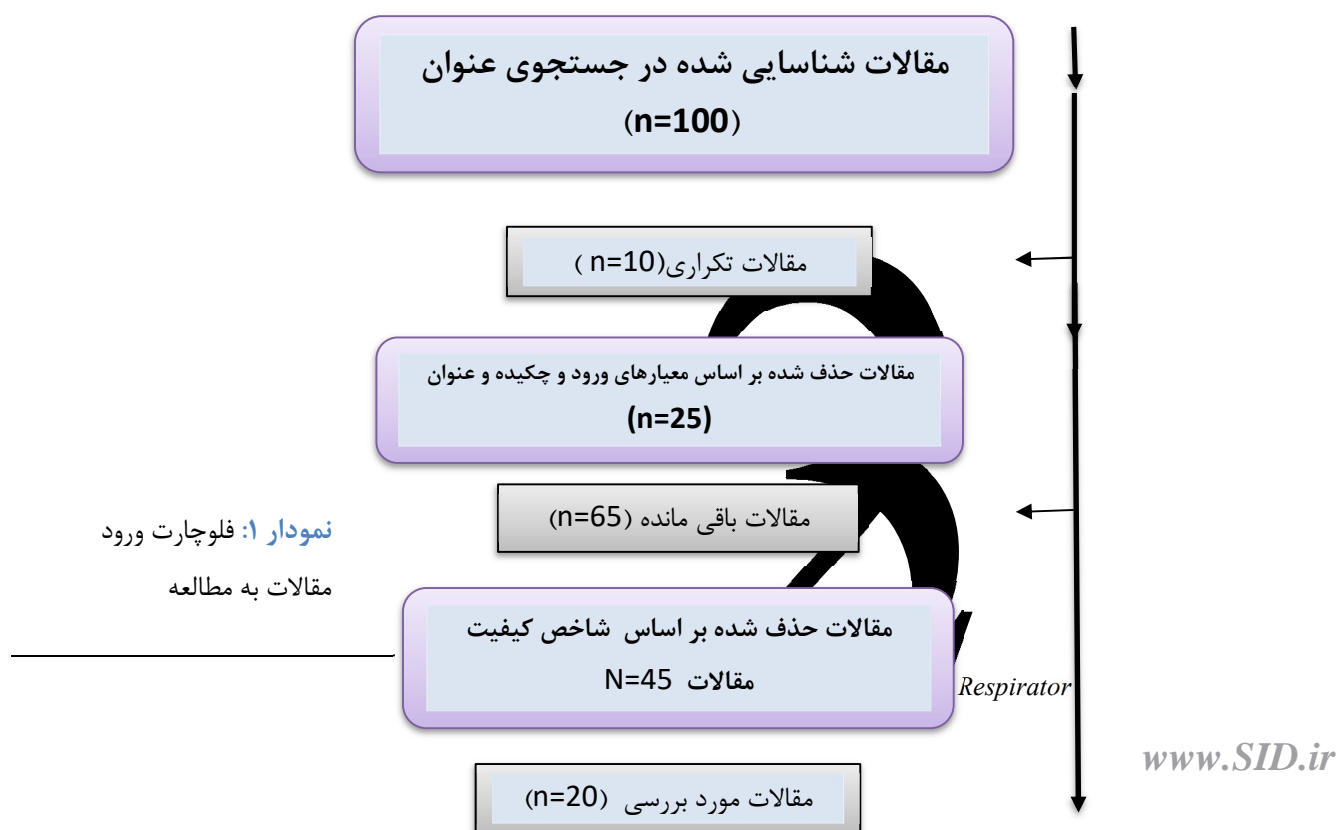 مقالات شناسایی شده در جستجوی عنوان
(n=100)
مقالات تکراری(n=10 )
مقالات حذف شده بر اساس معیارهای ورود و چکیده و عنوان
(n=25)
مقالات باقی مانده (n=65)
نمودار ۱: فلوچارت ورود
مقالات به مطالعه
مقالات حذف شده بر اساس شاخص کیفیت
مقالات N=45
Respirator
www.SID.ir
مقالات مورد بررسی (n=20)